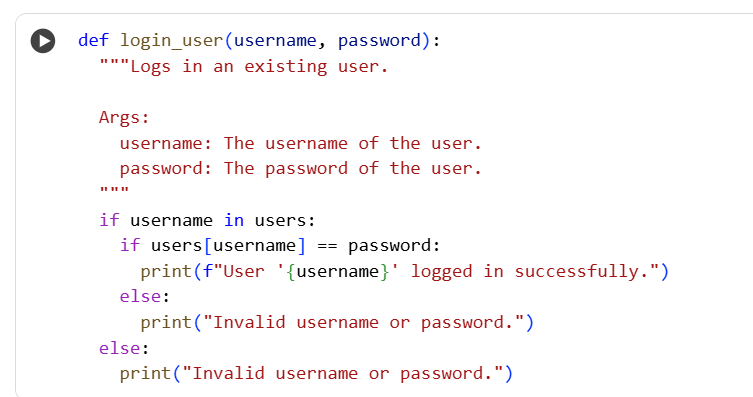 def login_user(username, password):
  """Logs in an existing user.

  Args:
    username: The username of the user.
    password: The password of the user.
  """
  if username in users:
    if users[username] == password:
      print(f"User '{username}' logged in successfully.")
    else:
      print("Invalid username or password.")
  else:
    print("Invalid username or password.")